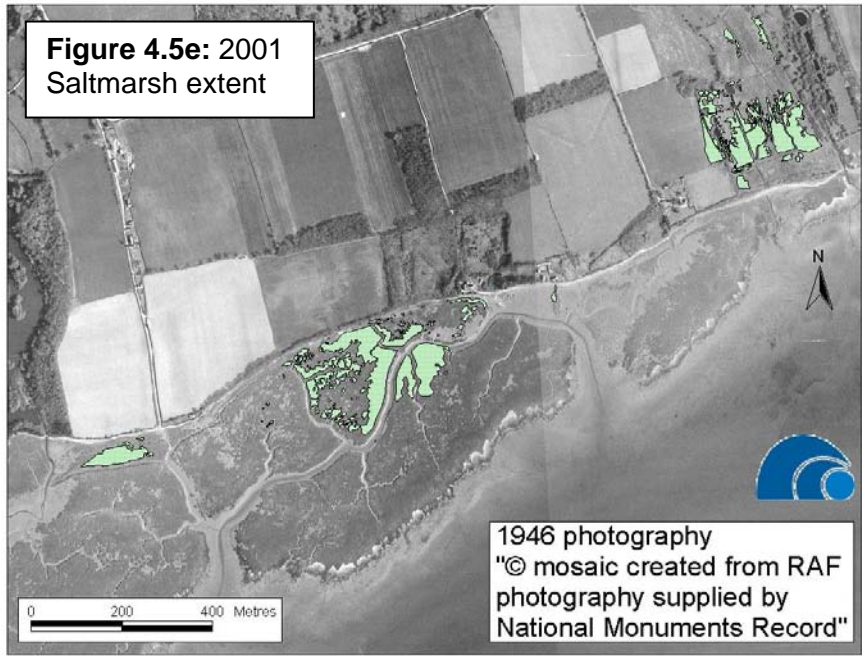 Figure 4.5e: 2001
Saltmarsh extent
N
1946 photography
"© mosaic created from RAF
photography supplied by
National Monuments Record"
0 200 400 Metres